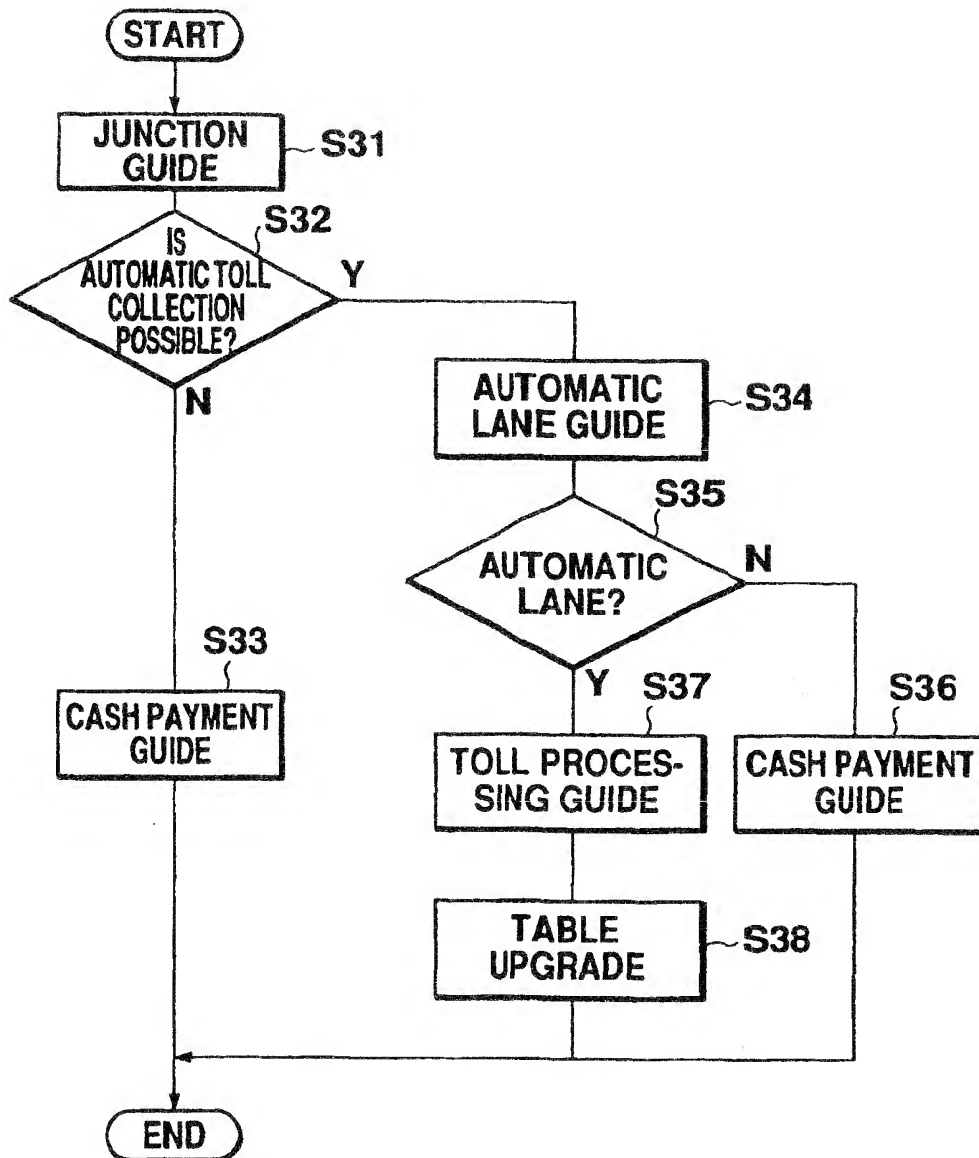 START
JUNCTION
GUIDE
S31
S32
IS
AUTOMATIC TOLL
COLLECTION
POSSIBLE?
Y
N
AUTOMATIC
LANE GUIDE
S34
S35
AUTOMATIC
LANE?
N
Y
S33
CASH PAYMENT
GUIDE
S37
TOLL PROCES-
SING GUIDE
S36
CASH PAYMENT
GUIDE
TABLE
UPGRADE
S38
END